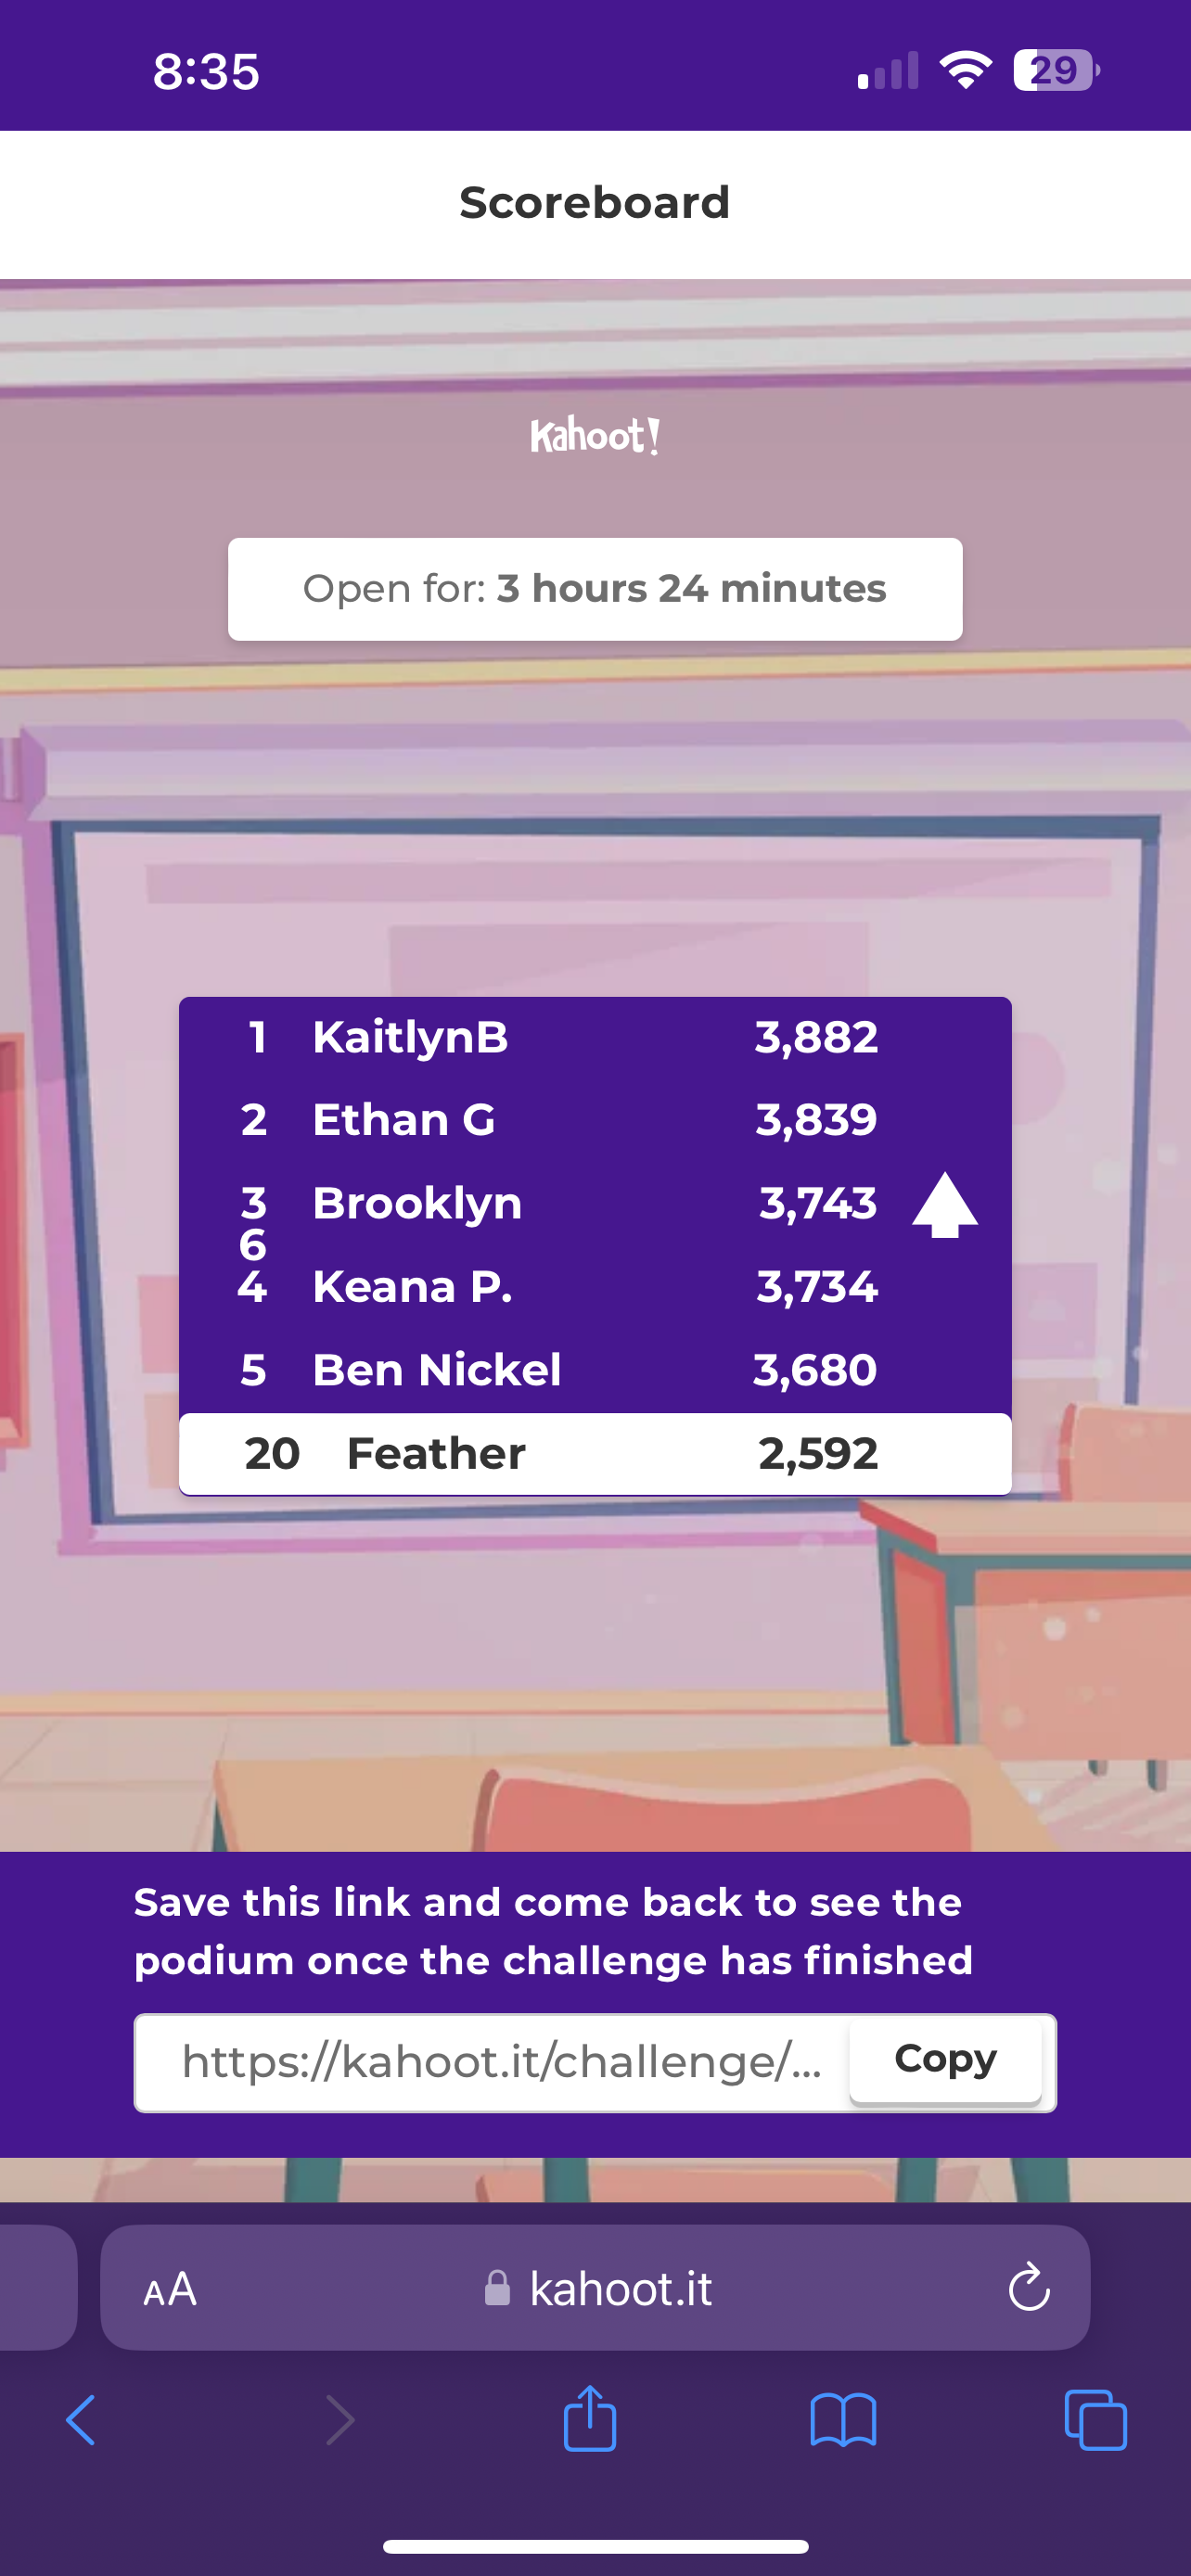 8:35
29
Scoreboard
Kahoot!
Open for: 3 hours 24 minutes
1 KaitlynB 3,882
2 Ethan G 3,839
3 Brooklyn 3,743
6
4 Keana P. 3,734
5 Ben Nickel 3,680
20 Feather 2,592
Save this link and come back to see the
podium once the challenge has finished
https://kahoot.it/challenge/... Copy
AA kahoot.it